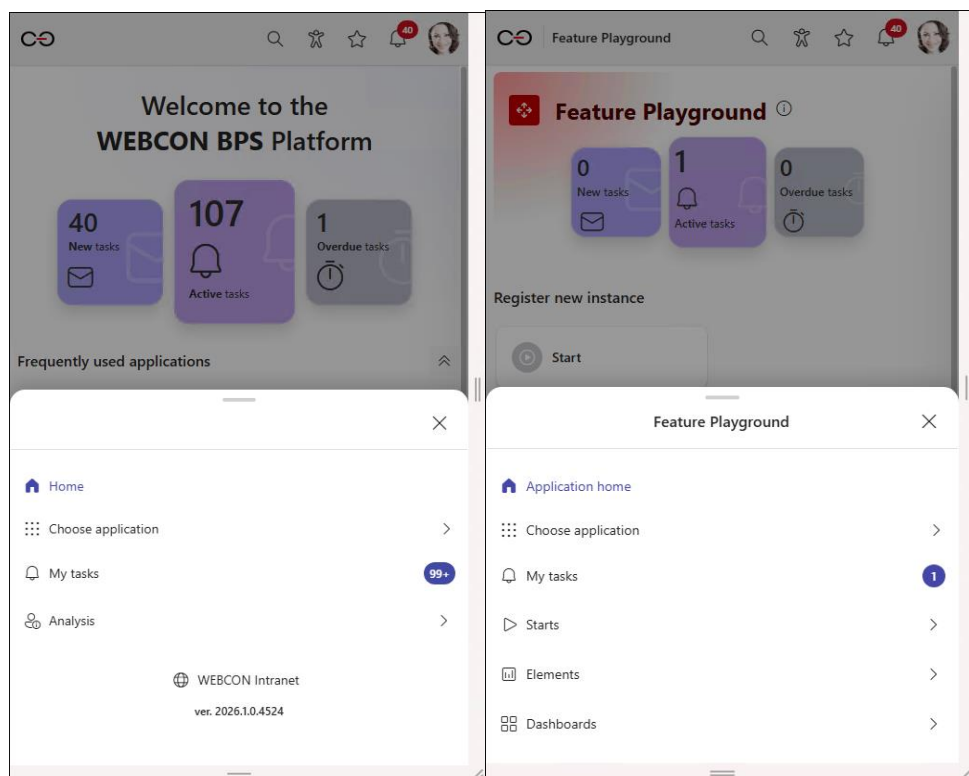 40
Welcome to the
WEBCON BPS Platform
40
New tasks
107
Active tasks
1
Overdue tasks
Frequently used applications
Home
Choose application
My tasks
99+
Analysis
WEBCON Intranet
ver. 2026.1.0.4524
Feature Playground
40
Feature Playground
0
New tasks
1
Active tasks
0
Overdue tasks
Register new instance
Start
Feature Playground
Application home
Choose application
My tasks
1
Starts
Elements
Dashboards